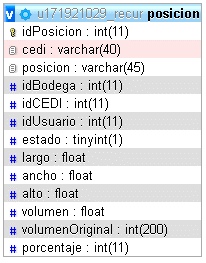 v u171921029_recur posicion
idPosicion : int(11)
cedi : varchar(40)
posicion : varchar(45)
# idBodega : int(11)
# idCEDI : int(11)
# idUsuario : int(11)
# estado : tinyint(1)
# largo : float
# ancho : float
# alto : float
# volumen : float
# volumenOriginal : int(200)
# porcentaje : int(11)